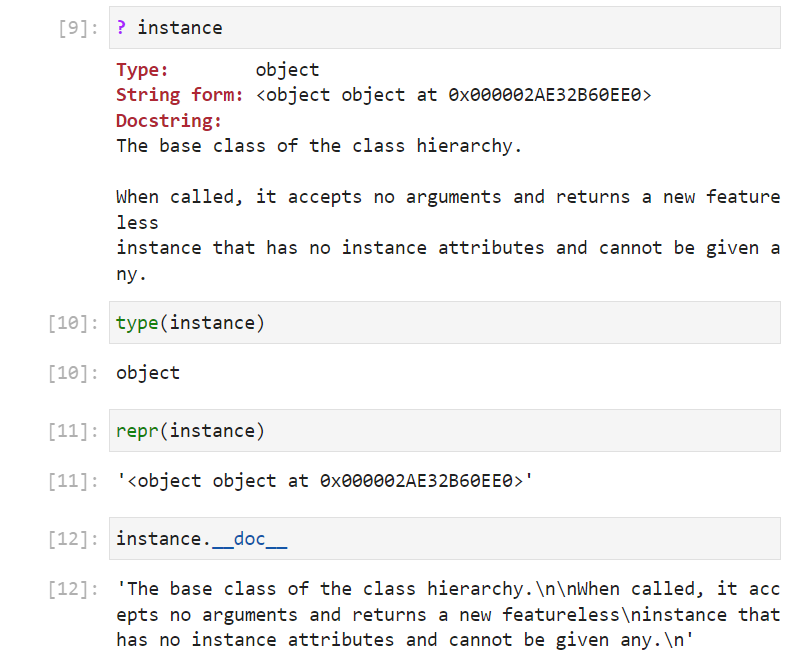 [9]: ? instance
Type:        object
String form: <object object at 0x000002AE32B60EE0>
Docstring:
The base class of the class hierarchy.
When called, it accepts no arguments and returns a new feature
less
instance that has no instance attributes and cannot be given a
ny.
[10]: type(instance)
[10]: object
[11]: repr(instance)
[11]: '<object object at 0x000002AE32B60EE0>'
[12]: instance.__doc__
[12]: 'The base class of the class hierarchy.\n\nWhen called, it acc
epts no arguments and returns a new featureless\ninstance that
has no instance attributes and cannot be given any.\n'